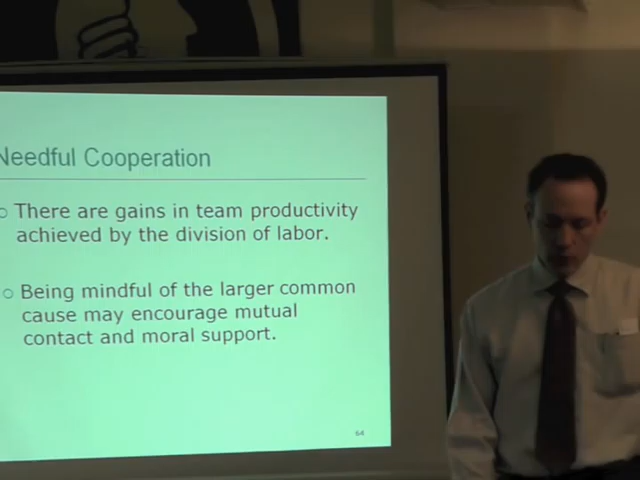 Needful Cooperation
There are gains in team productivity
achieved by the division of labor.
Being mindful of the larger common
cause may encourage mutual
contact and moral support.
64